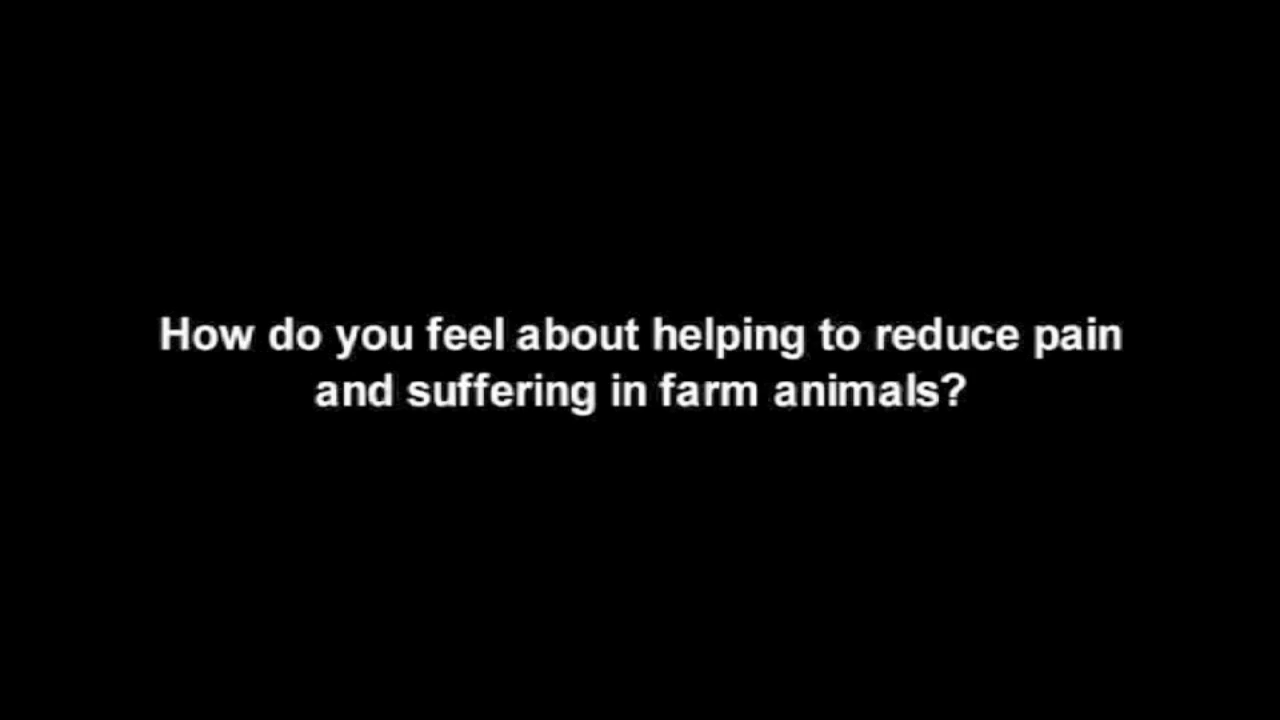 How do you feel about helping to reduce pain
and suffering in farm animals?